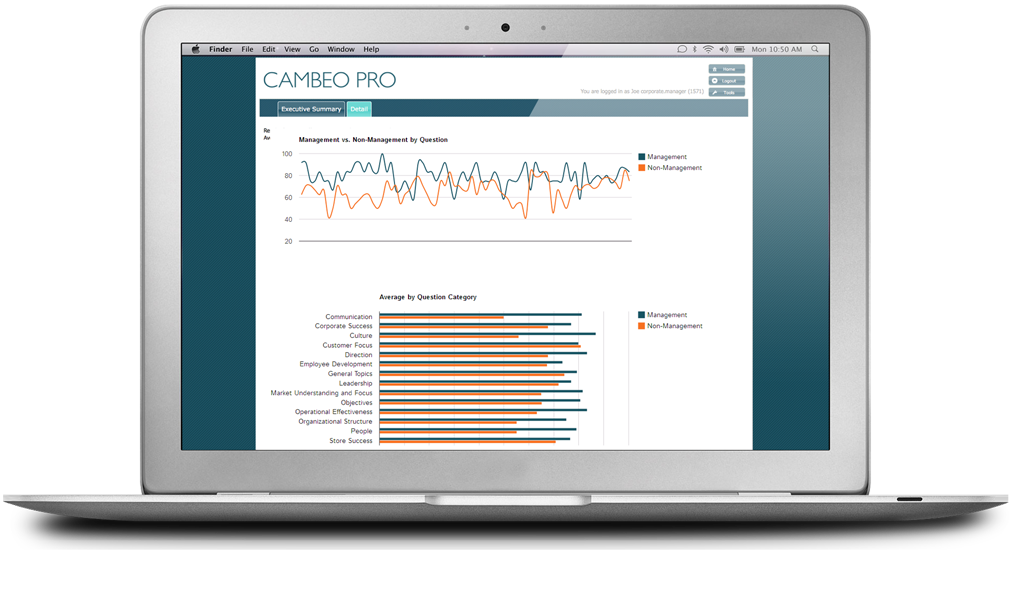 Finder File Edit View Go Window Help Mon 10:50 AM
CAMBEO PRO
Home
Logout
You are logged in as Joe corporate.manager (1571) Tools
Executive Summary Detail
Re
Av
Management vs. Non-Management by Question
100
80
60
40
20
Management
Non-Management
Average by Question Category
Communication
Corporate Success
Culture
Customer Focus
Direction
Employee Development
General Topics
Leadership
Market Understanding and Focus
Objectives
Operational Effectiveness
Organizational Structure
People
Store Success
Management
Non-Management